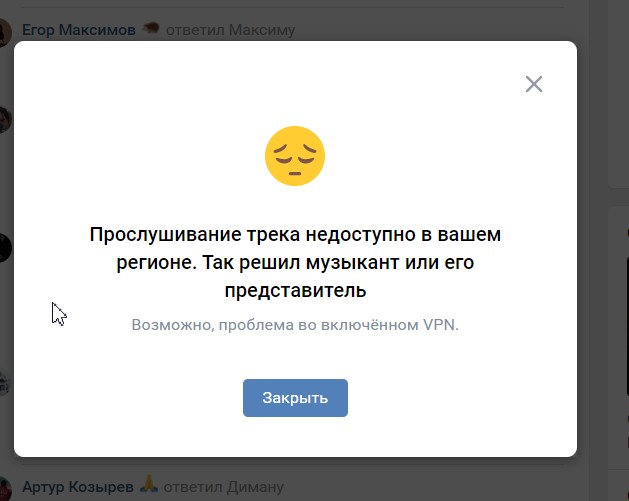 Егор Максимов ответил Максиму
Прослушивание трека недоступно в вашем
регионе. Так решил музыкант или его
представитель
Возможно, проблема во включённом VPN.
Закрыть
Артур Козырев ответил Диману